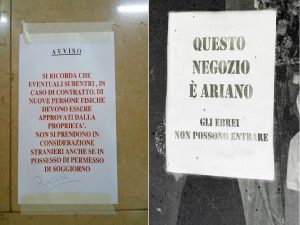 AVVISO
SI RICORDA CHE
EVENTUALI SUBENTRI , IN
CASO DI CONTRATTO, DI
NUOVE PERSONE FISICHE
DEVONO ESSERE
APPROVATI DALLA
PROPRIETA'.
NON SI PRENDONO IN
CONSIDERAZIONE
STRANIERI ANCHE SE IN
POSSESSO DI PERMESSO
DI SOGGIORNO
QUESTO
NEGOZIO
È ARIANO
GLI EBREI
NON POSSONO ENTRARE